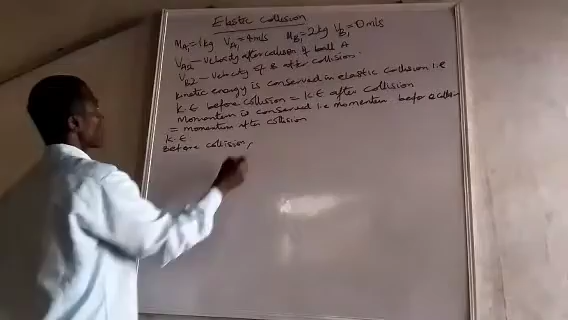 Elastic collision
MA1=1kg VA1=4m/s MB1=2kg VB1=0m/s
VA2 - velocity after collision of ball A
VB2 - velocity of B after collision.
Kinetic energy is conserved in elastic collision i.e
K.E before collision = K.E after collision
Momentum is conserved i.e momentum before collision
= momentum after collision
K.E
Before collision,